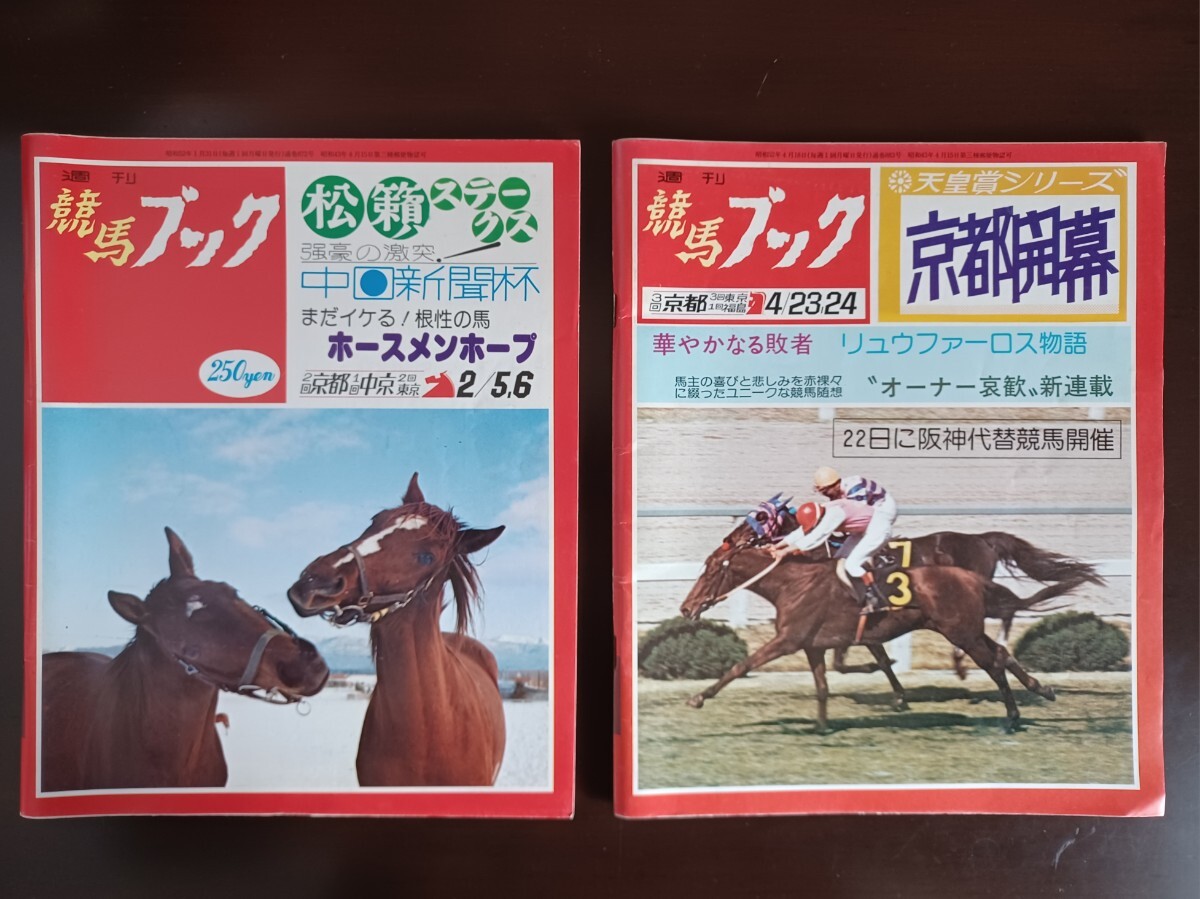 週刊
競馬ブック
250yen
松籟ステークス
強豪の激突!
中日新聞杯
まだイケる!根性の馬
ホースメンホープ
2回京都1回中京2回東京 2/5,6
週刊
競馬ブック
3回京都 3回東京 1回福島 4/23,24
天皇賞シリーズ
京都開幕
華やかなる敗者 リュウファーロス物語
馬主の喜びと悲しみを赤裸々
に綴ったユニークな競馬随想
〝オーナー哀歓〟新連載
22日に阪神代替競馬開催
7
3